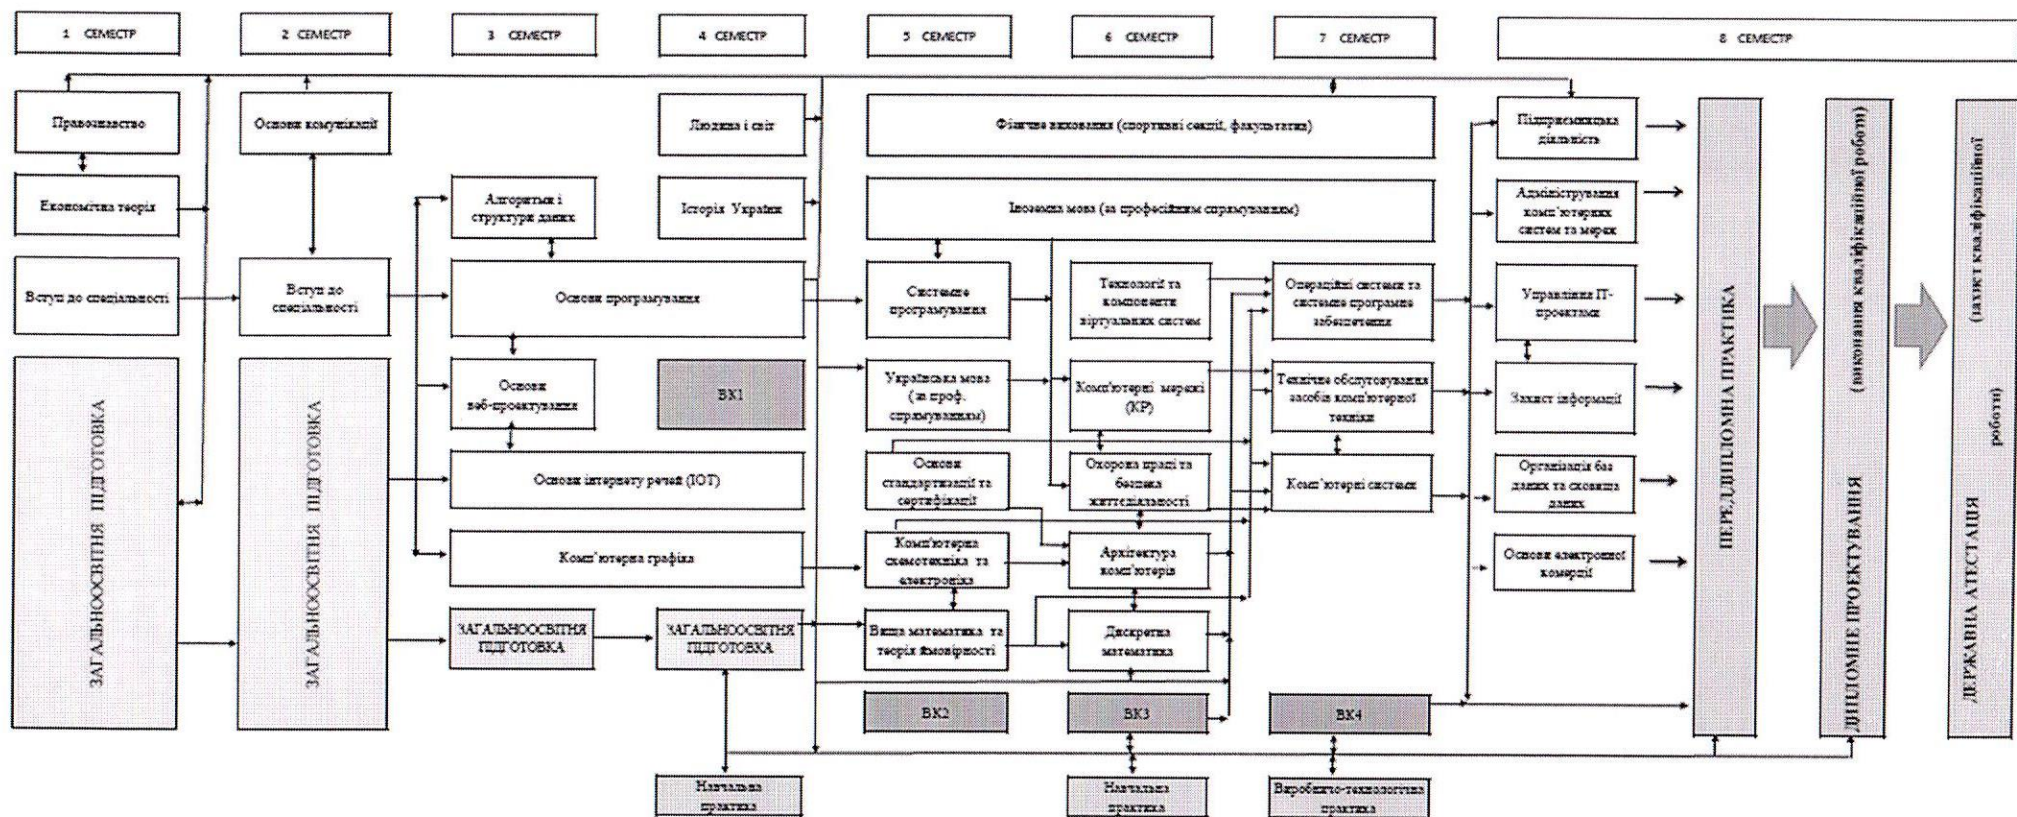 1 СЕМЕСТР
2 СЕМЕСТР
3 СЕМЕСТР
4 СЕМЕСТР
5 СЕМЕСТР
6 СЕМЕСТР
7 СЕМЕСТР
8 СЕМЕСТР
Правознавство
Економічна теорія
Вступ до спеціальності
ЗАГАЛЬНООСВІТНЯ ПІДГОТОВКА
Основи комунікації
Вступ до
спеціальності
ЗАГАЛЬНООСВІТНЯ ПІДГОТОВКА
Алгоритми і
структури даних
Основи програмування
Основи
веб-проектування
Основи інтернету речей (ІОТ)
Комп'ютерна графіка
ЗАГАЛЬНООСВІТНЯ
ПІДГОТОВКА
Людина і світ
Історія України
ВК1
ЗАГАЛЬНООСВІТНЯ
ПІДГОТОВКА
Навчальна
практика
Фізичне виховання (спортивні секції, факультатив)
Іноземна мова (за професійним спрямуванням)
Системне
програмування
Українська мова
(за проф.
спрямуванням)
Основи
стандартизації та
сертифікації
Комп'ютерна
схемотехніка та
електроніка
Вища математика та
теорія ймовірності
ВК2
Технології та
компоненти
віртуальних систем
Комп'ютерні мережі
(КР)
Охорона праці та
безпека
життєдіяльності
Архітектура
комп'ютерів
Дискретна
математика
ВК3
Навчальна
практика
Операційні системи та
системне програмне
забезпечення
Технічне обслуговування
засобів комп'ютерної
техніки
Комп'ютерні системи
ВК4
Виробничо-технологічна
практика
Підприємницька
діяльність
Адміністрування
комп'ютерних
систем та мереж
Управління ІТ-
проектами
Захист інформації
Організація баз
даних та сховища
даних
Основи електронної
комерції
ПЕРЕДДИПЛОМНА ПРАКТИКА
ДИПЛОМНЕ ПРОЕКТУВАННЯ (виконання кваліфікаційної роботи)
ДЕРЖАВНА АТЕСТАЦІЯ (захист кваліфікаційної
роботи)